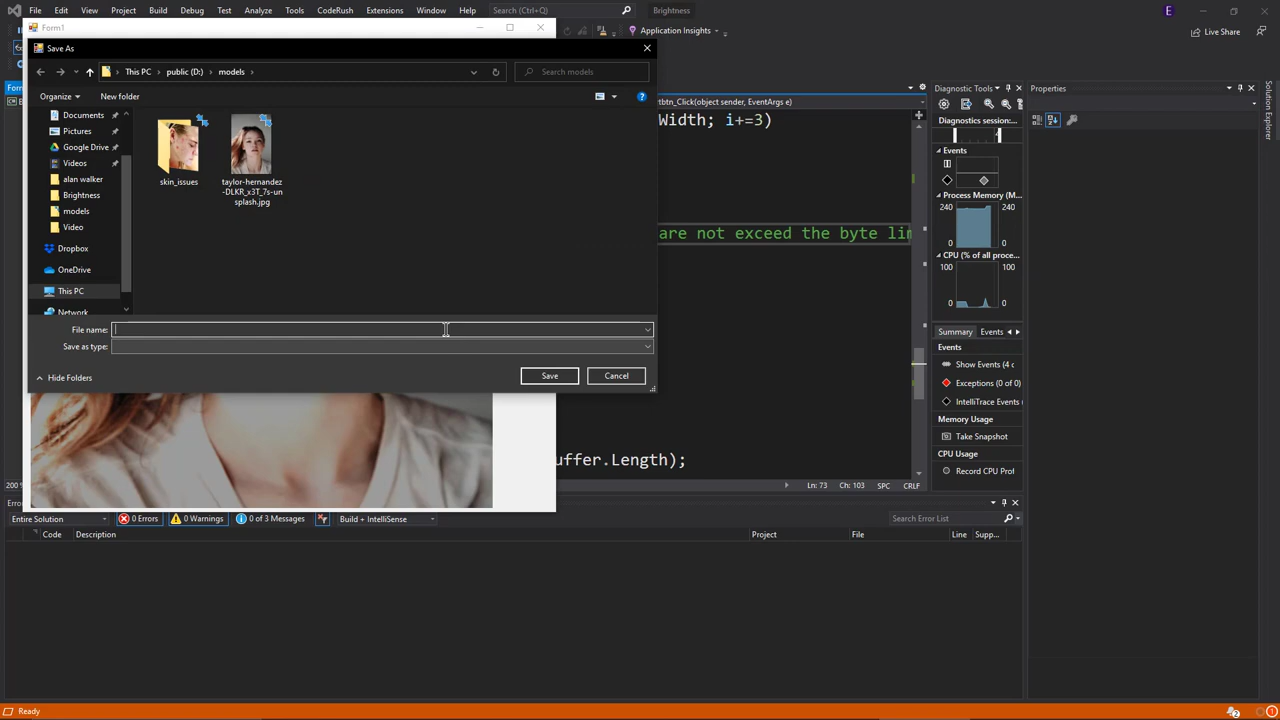 File Edit View Project Build Debug Test Analyze Tools CodeRush Extensions Window Help Search (Ctrl+Q) Brightness E
Form1
Application Insights
Live Share
Save As
This PC public (D:) models Search models
Organize New folder
Documents
Pictures
Google Drive
Videos
alan walker
Brightness
models
Video
Dropbox
OneDrive
This PC
Network
skin_issues
taylor-hernandez
-DLKR_x3T_7s-un
splash.jpg
File name:
Save as type:
Hide Folders Save Cancel
tbtn_Click(object sender, EventArgs e)
Width; i+=3)
are not exceed the byte lim
uffer.Length);
200 %
Ln: 73 Ch: 103 SPC CRLF
Diagnostic Tools
Diagnostics session:...
Events
Process Memory (M...
240 240
0 0
CPU (% of all proce...
100 100
0 0
Summary Events
Events
Show Events (4 c
Exceptions (0 of 0)
IntelliTrace Events
Memory Usage
Take Snapshot
CPU Usage
Record CPU Prof
Properties
Solution Explorer
Entire Solution 0 Errors 0 Warnings 0 of 3 Messages Build + IntelliSense Search Error List
Code Description Project File Line Supp...
Ready 2 1